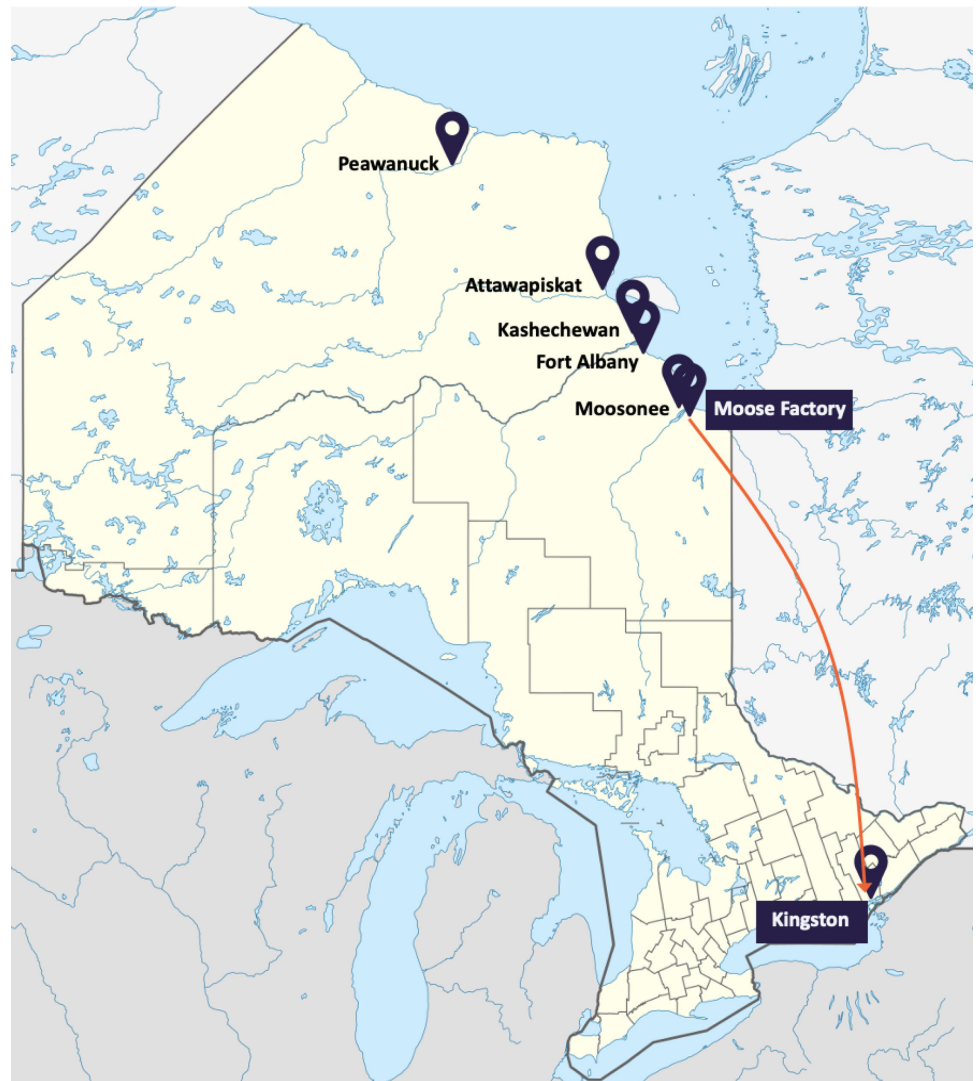 Peawanuck
Attawapiskat
Kashechewan
Fort Albany
Moosonee
Moose Factory
Kingston